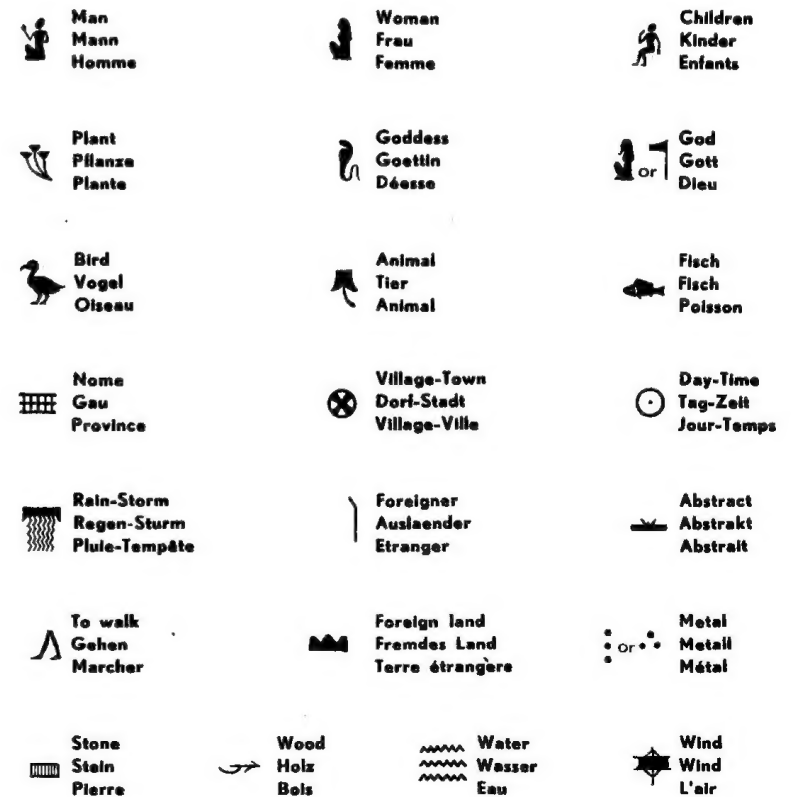 Man
Mann
Homme
Woman
Frau
Femme
Children
Kinder
Enfants
Plant
Pflanze
Plante
Goddess
Goettin
Déesse
or
God
Gott
Dieu
Bird
Vogel
Oiseau
Animal
Tier
Animal
Fisch
Fisch
Poisson
Nome
Gau
Province
Village-Town
Dorf-Stadt
Village-Ville
Day-Time
Tag-Zeit
Jour-Temps
Rain-Storm
Regen-Sturm
Pluie-Tempête
Foreigner
Auslaender
Etranger
Abstract
Abstrakt
Abstrait
To walk
Gehen
Marcher
Foreign land
Fremdes Land
Terre étrangère
or
Metal
Metall
Métal
Stone
Stein
Pierre
Wood
Holz
Bois
Water
Wasser
Eau
Wind
Wind
L'air